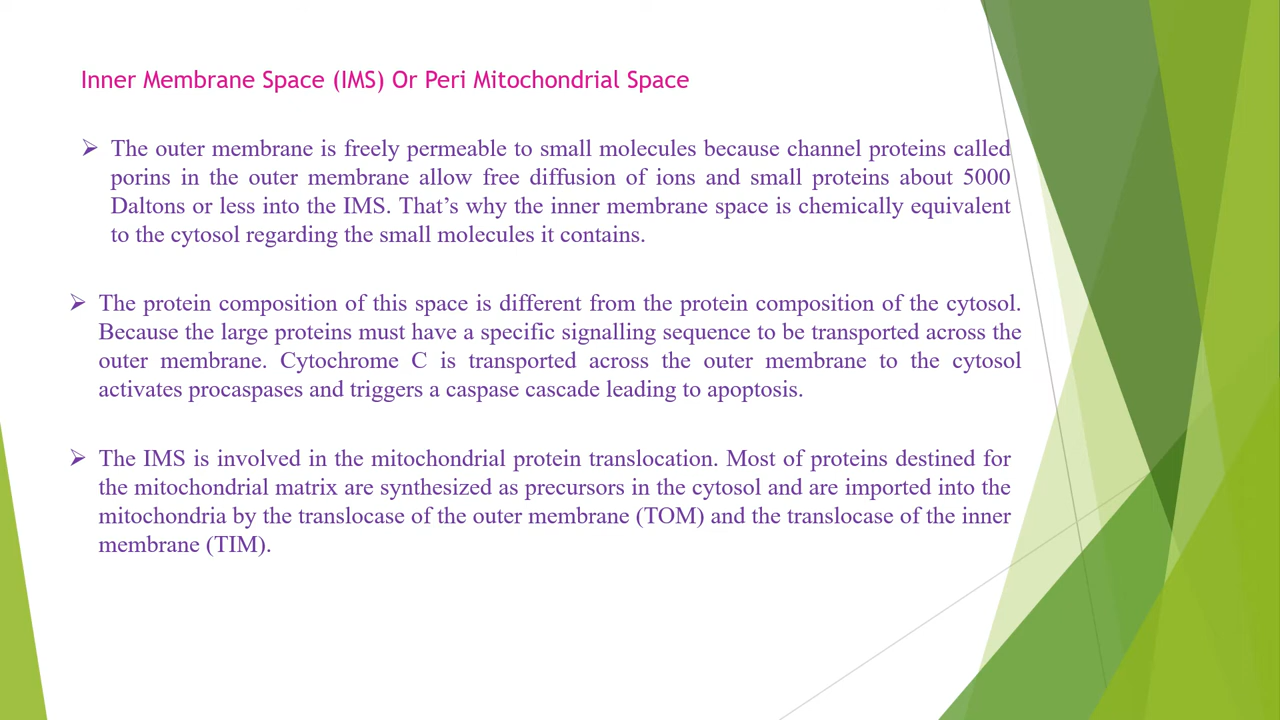 Inner Membrane Space (IMS) Or Peri Mitochondrial Space
➢ The outer membrane is freely permeable to small molecules because channel proteins called
porins in the outer membrane allow free diffusion of ions and small proteins about 5000
Daltons or less into the IMS. That’s why the inner membrane space is chemically equivalent
to the cytosol regarding the small molecules it contains.
➢ The protein composition of this space is different from the protein composition of the cytosol.
Because the large proteins must have a specific signalling sequence to be transported across the
outer membrane. Cytochrome C is transported across the outer membrane to the cytosol
activates procaspases and triggers a caspase cascade leading to apoptosis.
➢ The IMS is involved in the mitochondrial protein translocation. Most of proteins destined for
the mitochondrial matrix are synthesized as precursors in the cytosol and are imported into the
mitochondria by the translocase of the outer membrane (TOM) and the translocase of the inner
membrane (TIM).